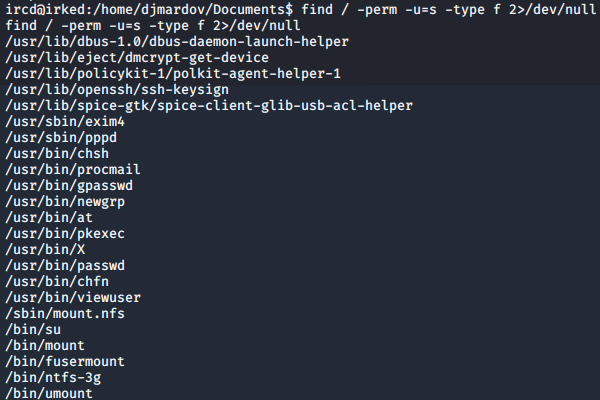 ircd@irked:/home/djmardov/Documents$ find / -perm -u=s -type f 2>/dev/null
find / -perm -u=s -type f 2>/dev/null
/usr/lib/dbus-1.0/dbus-daemon-launch-helper
/usr/lib/eject/dmcrypt-get-device
/usr/lib/policykit-1/polkit-agent-helper-1
/usr/lib/openssh/ssh-keysign
/usr/lib/spice-gtk/spice-client-glib-usb-acl-helper
/usr/sbin/exim4
/usr/sbin/pppd
/usr/bin/chsh
/usr/bin/procmail
/usr/bin/gpasswd
/usr/bin/newgrp
/usr/bin/at
/usr/bin/pkexec
/usr/bin/X
/usr/bin/passwd
/usr/bin/chfn
/usr/bin/viewuser
/sbin/mount.nfs
/bin/su
/bin/mount
/bin/fusermount
/bin/ntfs-3g
/bin/umount